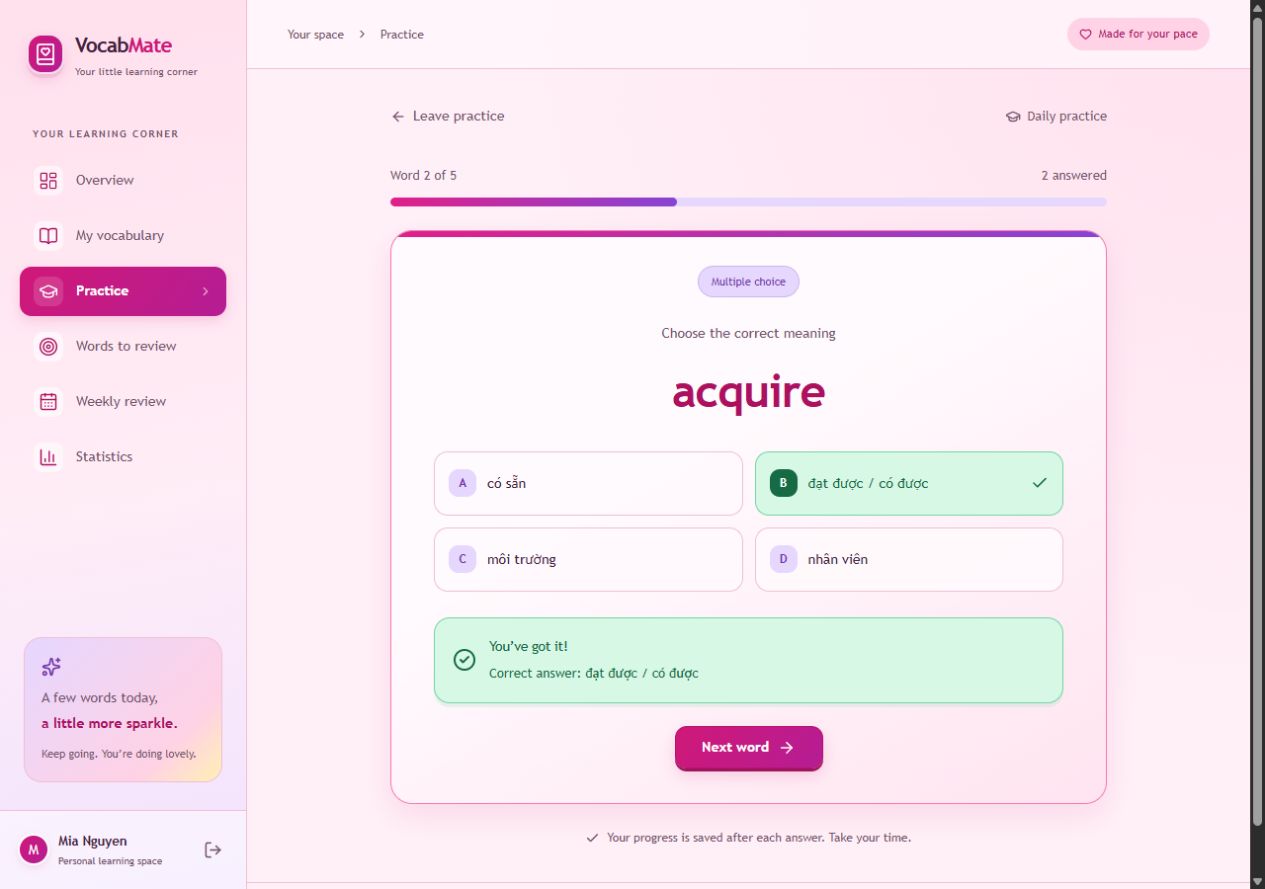 VocabMate
Your little learning corner
YOUR LEARNING CORNER
Overview
My vocabulary
Practice
Words to review
Weekly review
Statistics
A few words today,
a little more sparkle.
Keep going. You're doing lovely.
M
Mia Nguyen
Personal learning space
Your space > Practice
Made for your pace
Leave practice
Daily practice
Word 2 of 5
2 answered
Multiple choice
Choose the correct meaning
acquire
A có sẵn
B đạt được / có được
C môi trường
D nhân viên
You've got it!
Correct answer: đạt được / có được
Next word
Your progress is saved after each answer. Take your time.